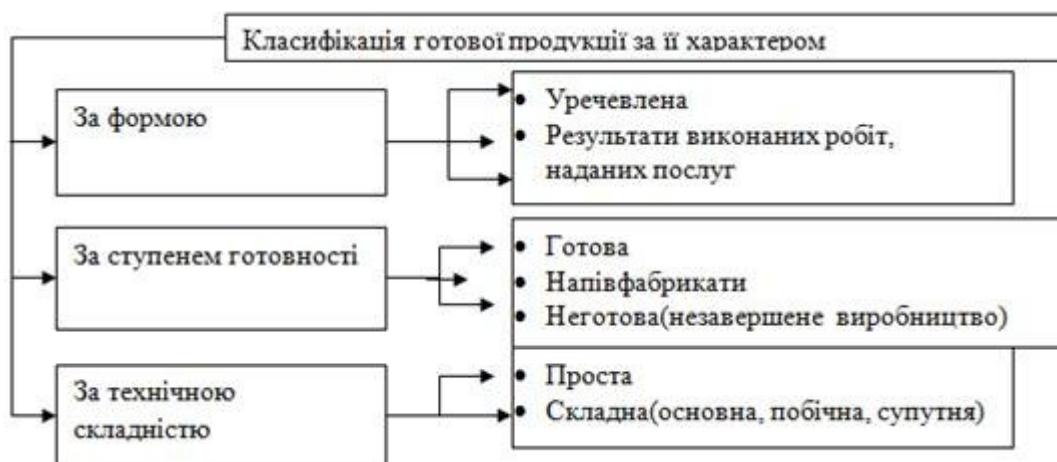 Класифікація готової продукції за її характером
За формою
• Уречевлена
• Результати виконаних робіт,
наданих послуг
За ступенем готовності
• Готова
• Напівфабрикати
• Неготова(незавершене виробництво)
За технічною
складністю
• Проста
• Складна(основна, побічна, супутня)